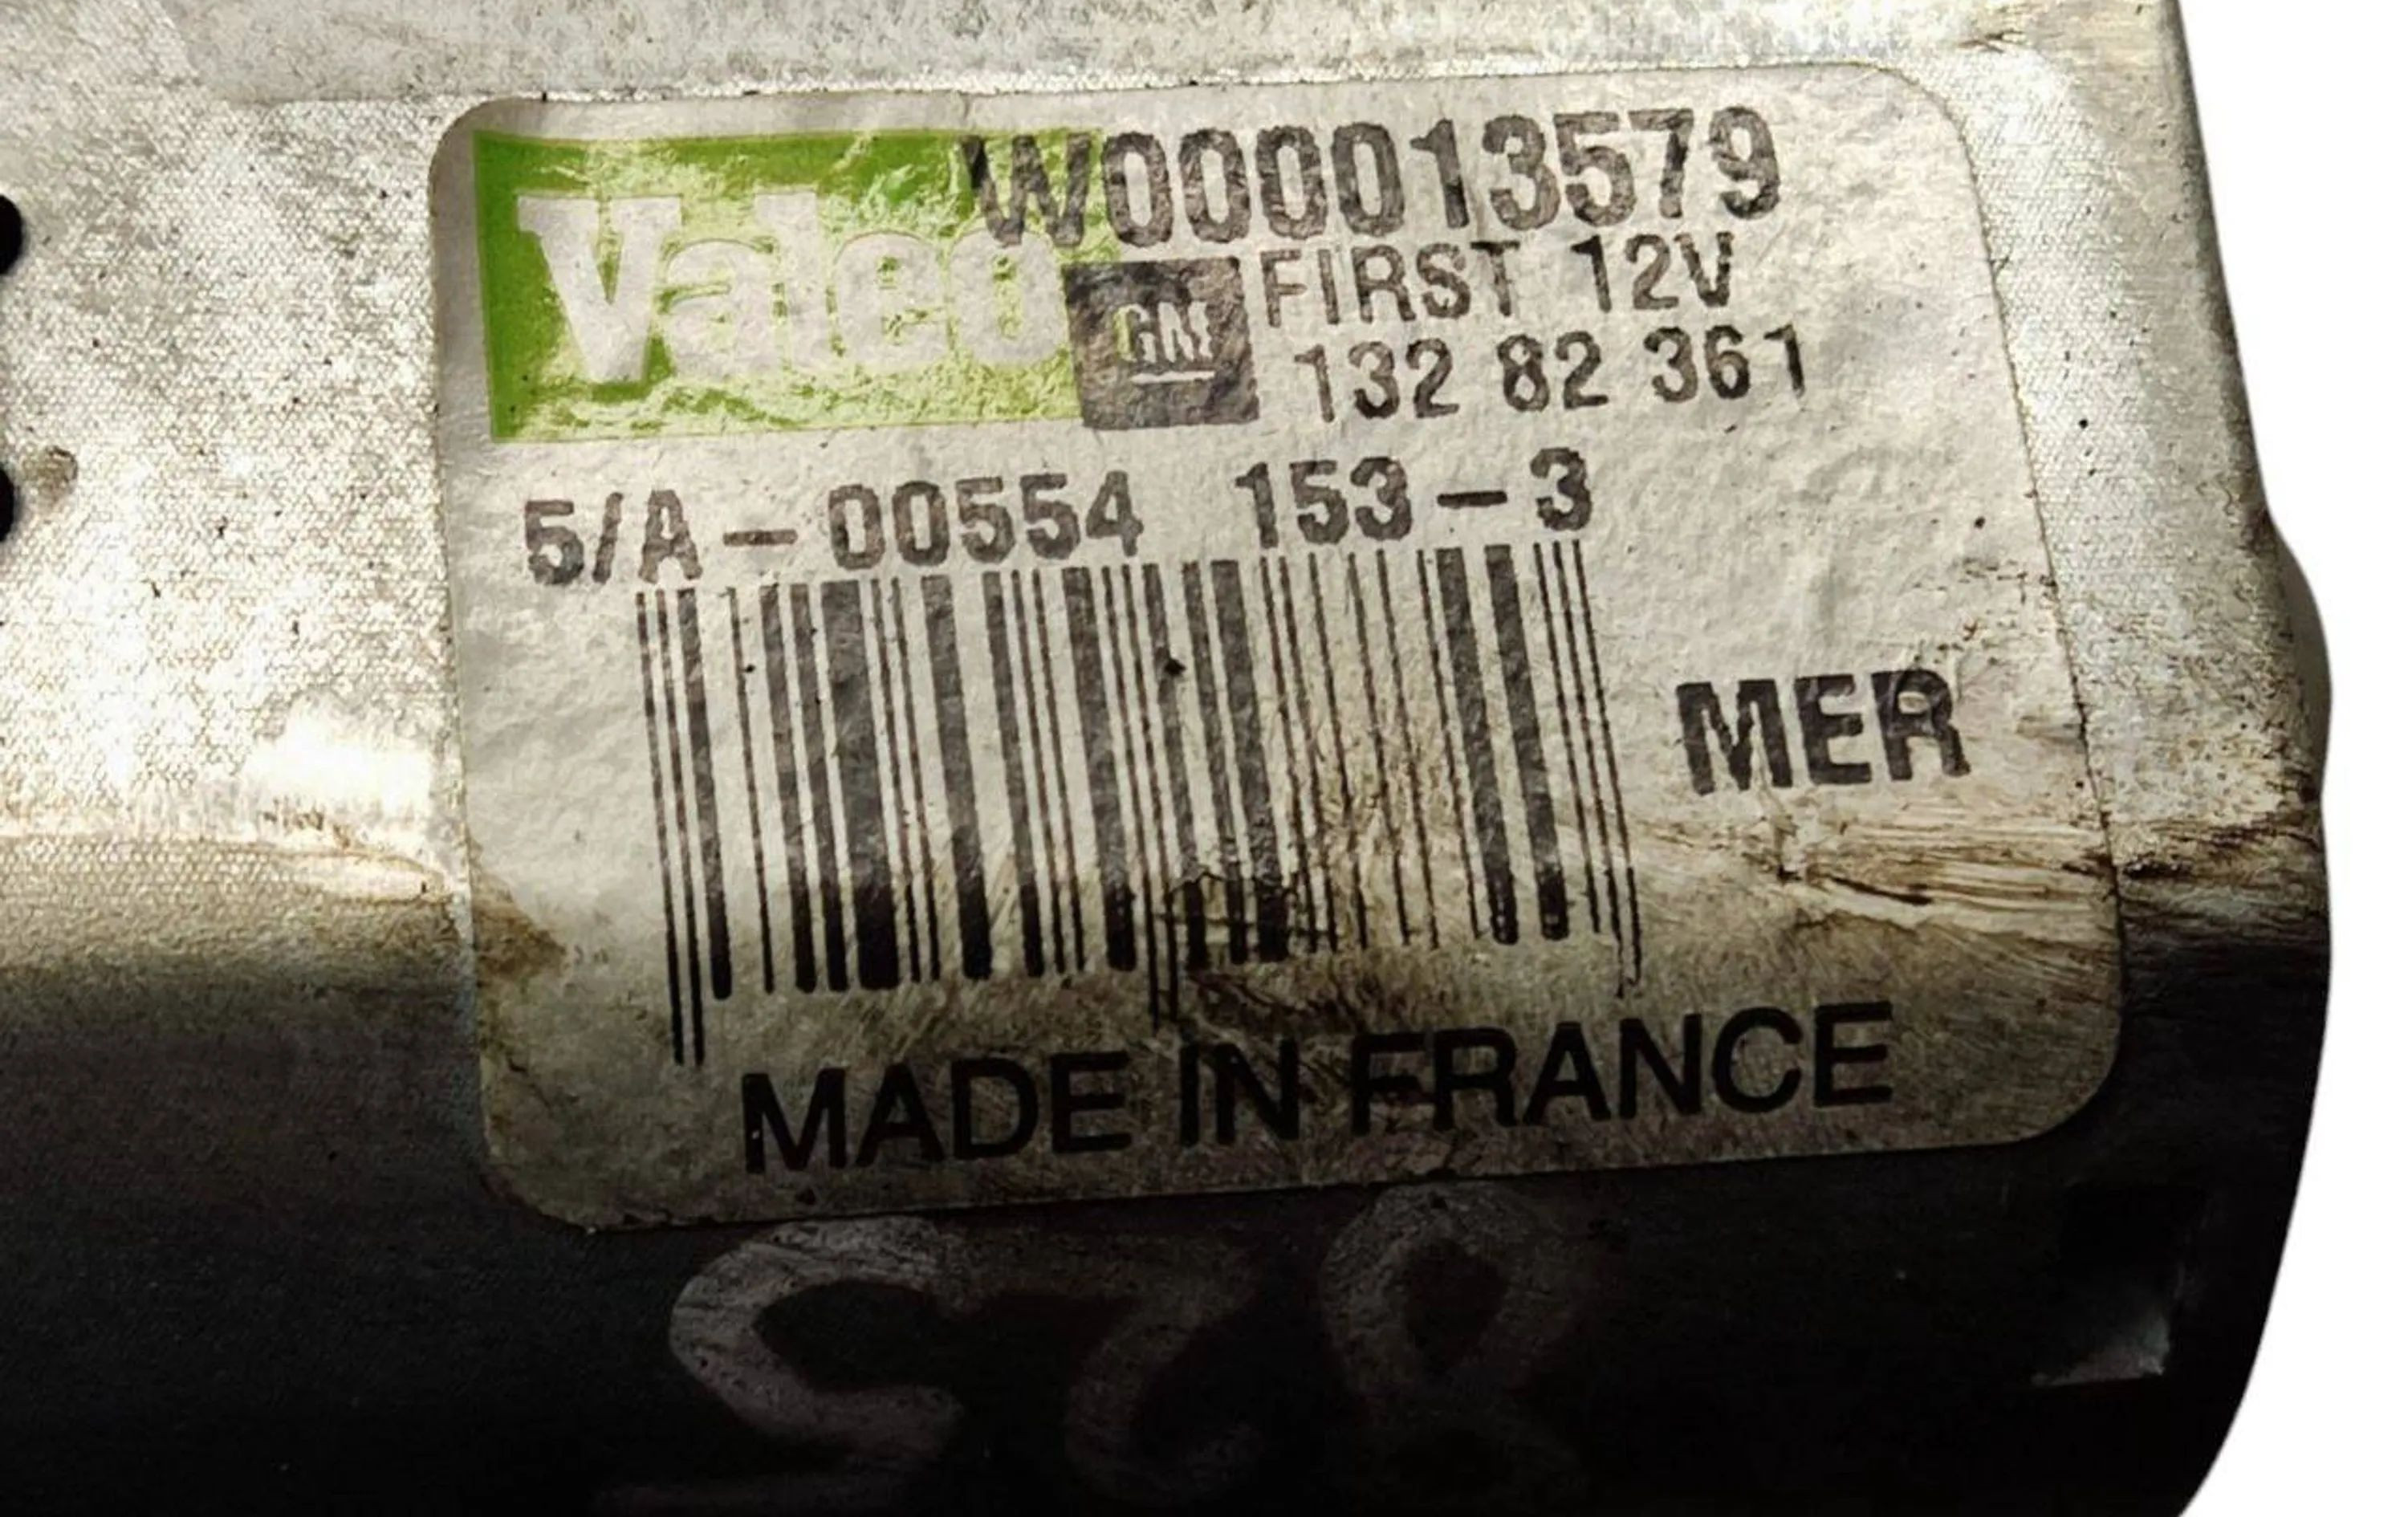 Valeo W000013579
GM FIRST 12V
132 82 361
5/A-00554 153-3
MER
MADE IN FRANCE